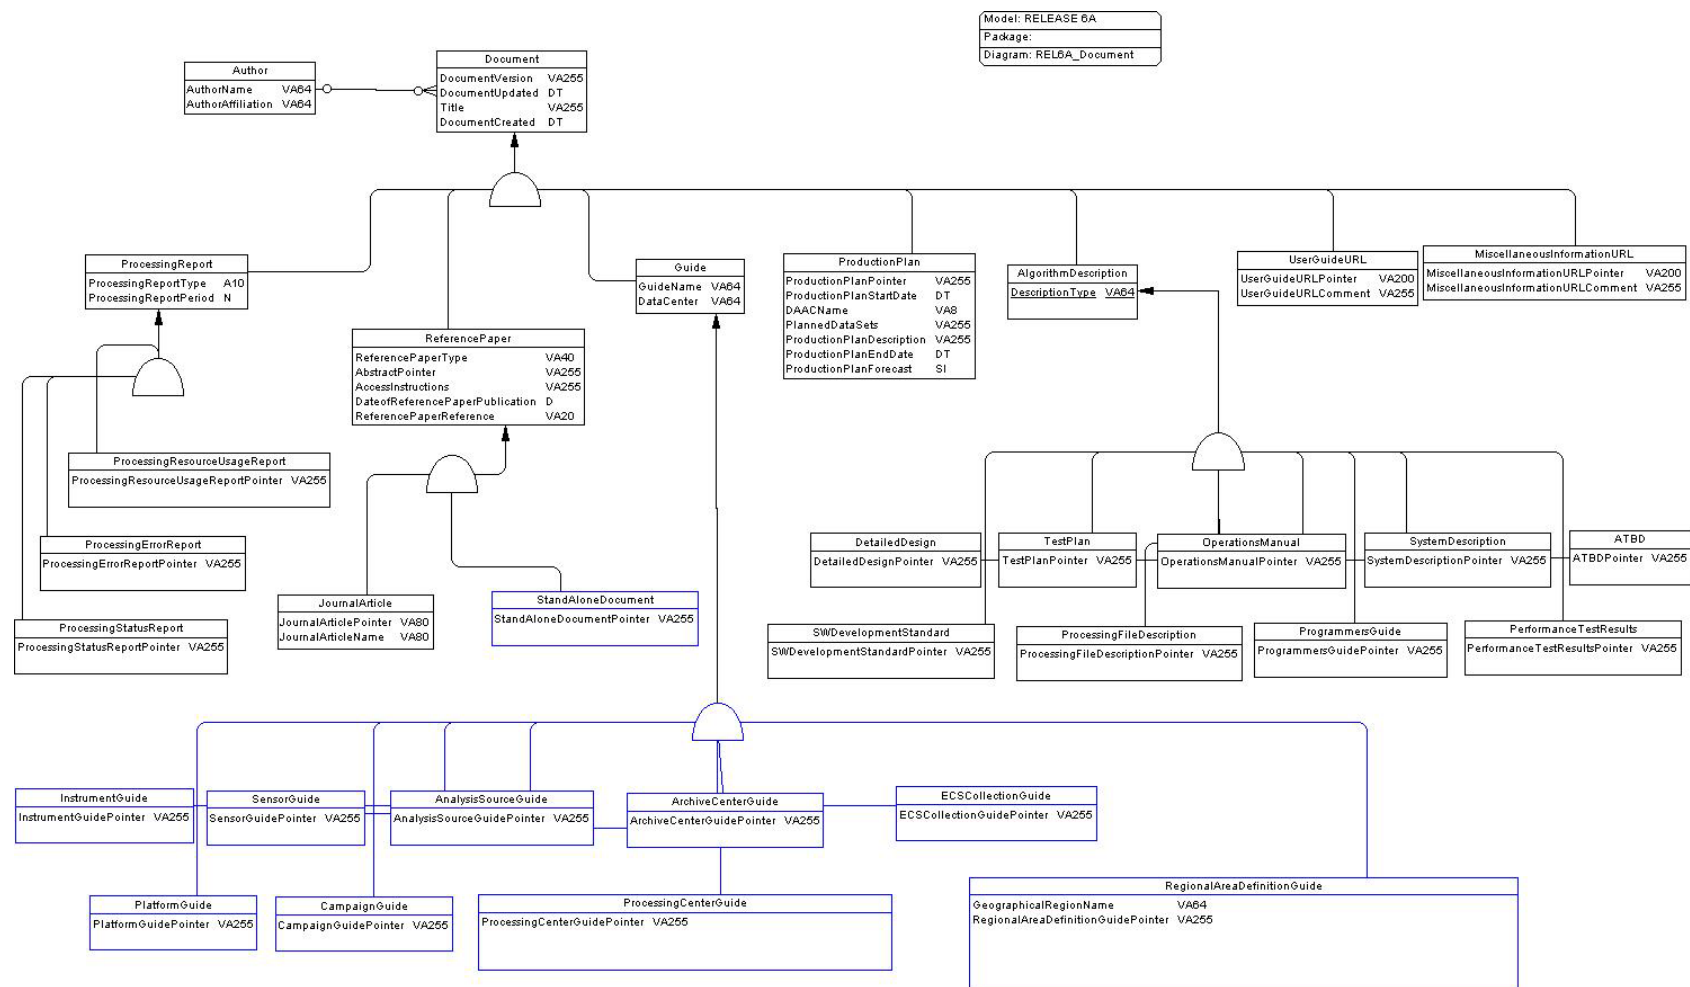 Model: RELEASE 6A
Package:
Diagram: REL6A_Document
Document
DocumentVersion VA255
DocumentUpdated DT
Title VA255
DocumentCreated DT
Author
AuthorName VA64
AuthorAffiliation VA64
ProcessingReport
ProcessingReportType A10
ProcessingReportPeriod N
Guide
GuideName VA64
DataCenter VA64
ProductionPlan
ProductionPlanPointer VA255
ProductionPlanStartDate DT
DAACName VA8
PlannedDataSets VA255
ProductionPlanDescription VA255
ProductionPlanEndDate DT
ProductionPlanForecast SI
AlgorithmDescription
DescriptionType VA64
UserGuideURL
UserGuideURLPointer VA200
UserGuideURLComment VA255
MiscellaneousInformationURL
MiscellaneousInformationURLPointer VA200
MiscellaneousInformationURLComment VA255
ReferencePaper
ReferencePaperType VA40
AbstractPointer VA255
AccessInstructions VA255
DateofReferencePaperPublication D
ReferencePaperReference VA20
ProcessingResourceUsageReport
ProcessingResourceUsageReportPointer VA255
ProcessingErrorReport
ProcessingErrorReportPointer VA255
ProcessingStatusReport
ProcessingStatusReportPointer VA255
JournalArticle
JournalArticlePointer VA80
JournalArticleName VA80
StandAloneDocument
StandAloneDocumentPointer VA255
DetailedDesign
DetailedDesignPointer VA255
TestPlan
TestPlanPointer VA255
OperationsManual
OperationsManualPointer VA255
SystemDescription
SystemDescriptionPointer VA255
ATBD
ATBDPointer VA255
SWDevelopmentStandard
SWDevelopmentStandardPointer VA255
ProcessingFileDescription
ProcessingFileDescriptionPointer VA255
ProgrammersGuide
ProgrammersGuidePointer VA255
PerformanceTestResults
PerformanceTestResultsPointer VA255
InstrumentGuide
InstrumentGuidePointer VA255
SensorGuide
SensorGuidePointer VA255
AnalysisSourceGuide
AnalysisSourceGuidePointer VA255
ArchiveCenterGuide
ArchiveCenterGuidePointer VA255
ECSCollectionGuide
ECSCollectionGuidePointer VA255
PlatformGuide
PlatformGuidePointer VA255
CampaignGuide
CampaignGuidePointer VA255
ProcessingCenterGuide
ProcessingCenterGuidePointer VA255
RegionalAreaDefinitionGuide
GeographicalRegionName VA64
RegionalAreaDefinitionGuidePointer VA255